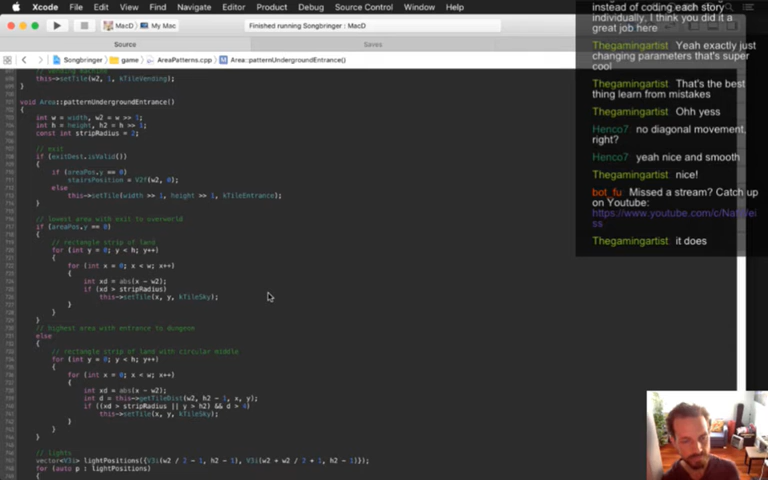 Xcode File Edit View Find Navigate Editor Product Debug Source Control Window Help
instead of coding each story
individually, I think you did it a
great job here
MacD My Mac
Finished running Songbringer : MacD
Source
Saves
Thegamingartist Yeah exactly just
changing parameters that's super
cool
Songbringer game AreaPatterns.cpp Area::patternUndergroundEntrance()
Thegamingartist That's the best
thing learn from mistakes
Thegamingartist Ohh yess
Henco7 no diagonal movement,
right?
Henco7 yeah nice and smooth
Thegamingartist nice!
bot_fu Missed a stream? Catch up
on Youtube:
Thegamingartist it does
this->setTile(w2, 1, kTileVending);
}
void Area::patternUndergroundEntrance()
{
int w = width, w2 = w >> 1;
int h = height, h2 = h >> 1;
const int stripRadius = 2;
// exit
if (exitDest.isValid())
{
if (areaPos.y == 0)
stairsPosition = V2f(w2, 0);
else
this->setTile(width >> 1, height >> 1, kTileEntrance);
}
// lowest area with exit to overworld
if (areaPos.y == 0)
{
// rectangle strip of land
for (int y = 0; y < h; y++)
{
for (int x = 0; x < w; x++)
{
int xd = abs(x - w2);
if (xd > stripRadius)
this->setTile(x, y, kTileSky);
}
}
}
// highest area with entrance to dungeon
else
{
// rectangle strip of land with circular middle
for (int y = 0; y < h; y++)
{
for (int x = 0; x < w; x++)
{
int xd = abs(x - w2);
int d = this->getTileDist(w2, h2 - 1, x, y);
if ((xd > stripRadius || y > h2) && d > 4)
this->setTile(x, y, kTileSky);
}
}
}
// lights
vector<V3i> lightPositions({V3i(w2 / 2 - 1, h2 - 1), V3i(w2 + w2 / 2 + 1, h2 - 1)});
for (auto p : lightPositions)